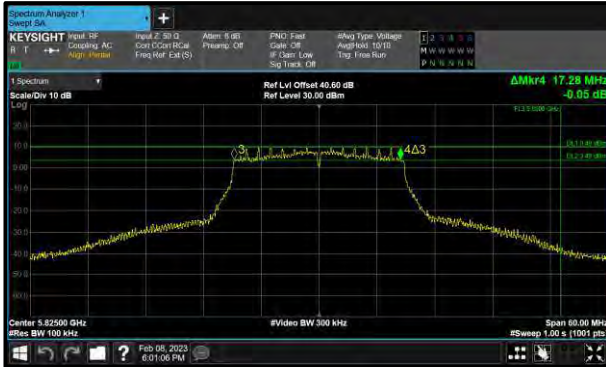 Spectrum Analyzer 1
Swept SA
+
KEYSIGHT
R T
Input: RF
Coupling: AC
Align: Partial
Input Z: 50 Ω
Corr CCorr RCal
Freq Ref: Ext (S)
Atten: 6 dB
Preamp: Off
PNO: Fast
Gate: Off
IF Gain: Low
Sig Track: Off
#Avg Type: Voltage
Avg|Hold: 10/10
Trig: Free Run
1 2 3 4 5 6
M W W W W W
P N N N N N
1 Spectrum
Scale/Div 10 dB
Log
Ref Lvl Offset 40.60 dB
Ref Level 30.00 dBm
ΔMkr4 17.28 MHz
-0.05 dB
20.0
10.0
0.00
-10.0
-20.0
-30.0
-40.0
-50.0
-60.0
3
4Δ3
Center 5.82500 GHz
#Res BW 100 kHz
#Video BW 300 kHz
Span 60.00 MHz
#Sweep 1.00 s (1001 pts)
?
Feb 08, 2023
6:01:06 PM